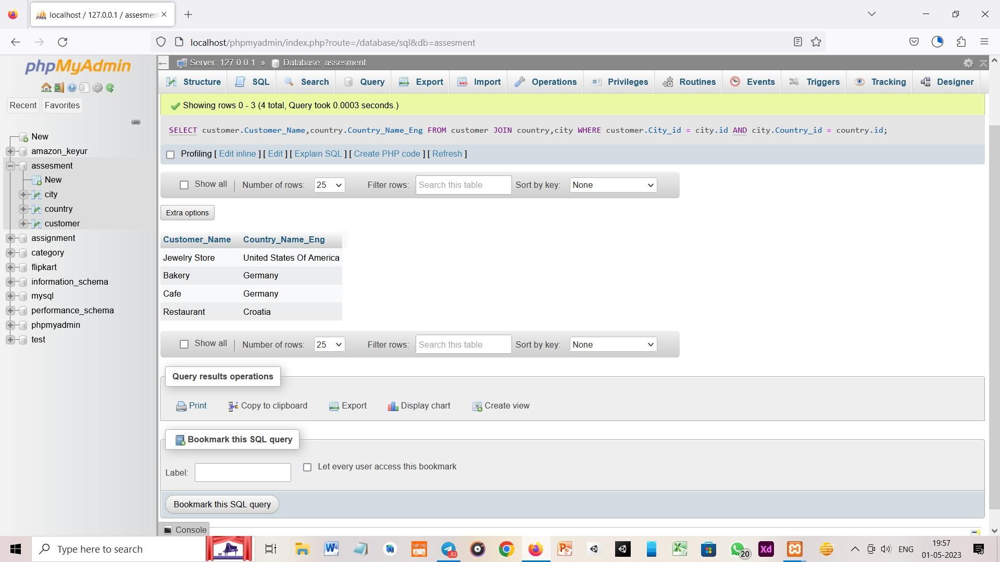 localhost / 127.0.0.1 / assesmen
localhost/phpmyadmin/index.php?route=/database/sql&db=assesment
phpMyAdmin
Recent
Favorites
New
amazon_keyur
assesment
New
city
country
customer
assignment
category
flipkart
information_schema
mysql
performance_schema
phpmyadmin
test
Server: 127.0.0.1 » Database: assesment
Structure SQL Search Query Export Import Operations Privileges Routines Events Triggers Tracking Designer
Showing rows 0 - 3 (4 total, Query took 0.0003 seconds.)
SELECT customer.Customer_Name,country.Country_Name_Eng FROM customer JOIN country,city WHERE customer.City_id = city.id AND city.Country_id = country.id;
Profiling [ Edit inline ] [ Edit ] [ Explain SQL ] [ Create PHP code ] [ Refresh ]
Show all Number of rows: 25 Filter rows: Search this table Sort by key: None
Extra options
Customer_Name Country_Name_Eng
Jewelry Store United States Of America
Bakery Germany
Cafe Germany
Restaurant Croatia
Show all Number of rows: 25 Filter rows: Search this table Sort by key: None
Query results operations
Print Copy to clipboard Export Display chart Create view
Bookmark this SQL query
Label: Let every user access this bookmark
Bookmark this SQL query
Console
Type here to search
TYPING
82
20
Xd
ENG
19:57
01-05-2023